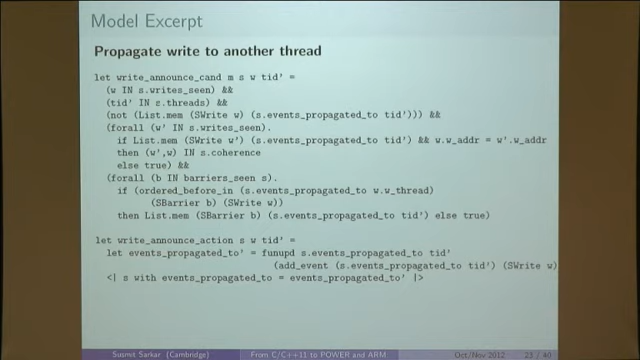 Model Excerpt
Propagate write to another thread
let write_announce_cand m s w tid' =
(w IN s.writes_seen) &&
(tid' IN s.threads) &&
(not (List.mem (SWrite w) (s.events_propagated_to tid'))) &&
(forall (w' IN s.writes_seen).
if List.mem (SWrite w') (s.events_propagated_to tid') && w.w_addr = w'.w_addr
then (w',w) IN s.coherence
else true) &&
(forall (b IN barriers_seen s).
if (ordered_before_in (s.events_propagated_to w.w_thread)
(SBarrier b) (SWrite w))
then List.mem (SBarrier b) (s.events_propagated_to tid') else true)
let write_announce_action s w tid' =
let events_propagated_to' = funupd s.events_propagated_to tid'
(add_event (s.events_propagated_to tid') (SWrite w)
<| s with events_propagated_to = events_propagated_to' |>
Susmit Sarkar (Cambridge) From C/C++11 to POWER and ARM Oct/Nov 2012 23 / 40